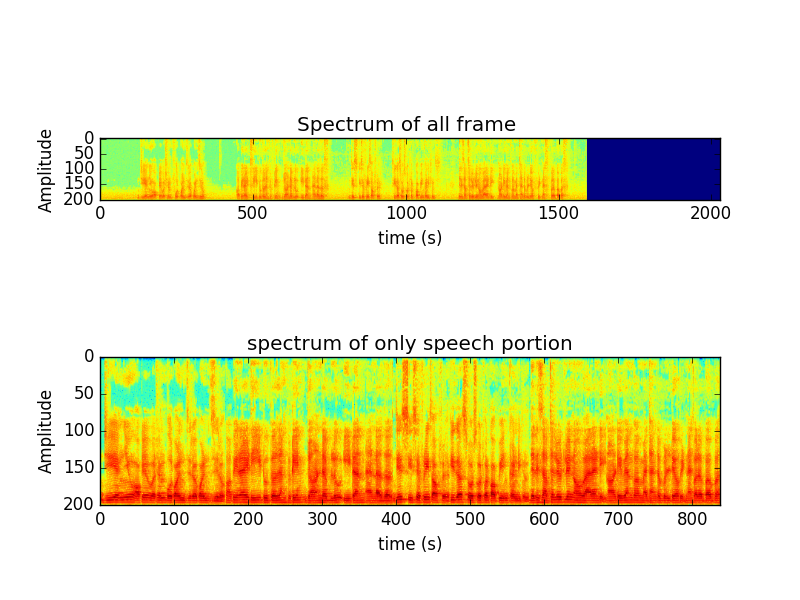 Spectrum of all frame
Amplitude
0
50
100
150
200
0 500 1000 1500 2000
time (s)
spectrum of only speech portion
Amplitude
0
50
100
150
200
0 100 200 300 400 500 600 700 800
time (s)